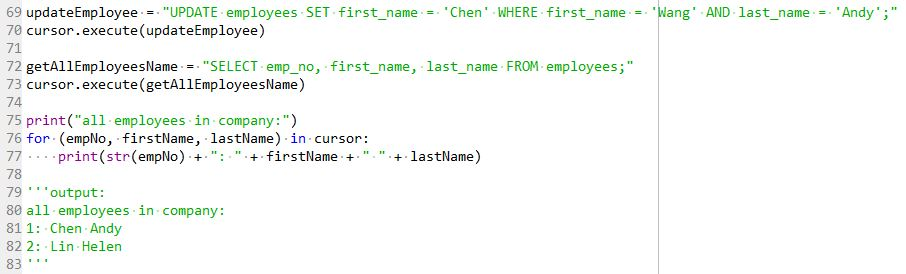 69 updateEmployee = "UPDATE employees SET first_name = 'Chen' WHERE first_name = 'Wang' AND last_name = 'Andy';"
70 cursor.execute(updateEmployee)
71
72 getAllEmployeesName = "SELECT emp_no, first_name, last_name FROM employees;"
73 cursor.execute(getAllEmployeesName)
74
75 print("all employees in company:")
76 for (empNo, firstName, lastName) in cursor:
77     print(str(empNo) + ": " + firstName + " " + lastName)
78
79 '''output:
80 all employees in company:
81 1: Chen Andy
82 2: Lin Helen
83 '''